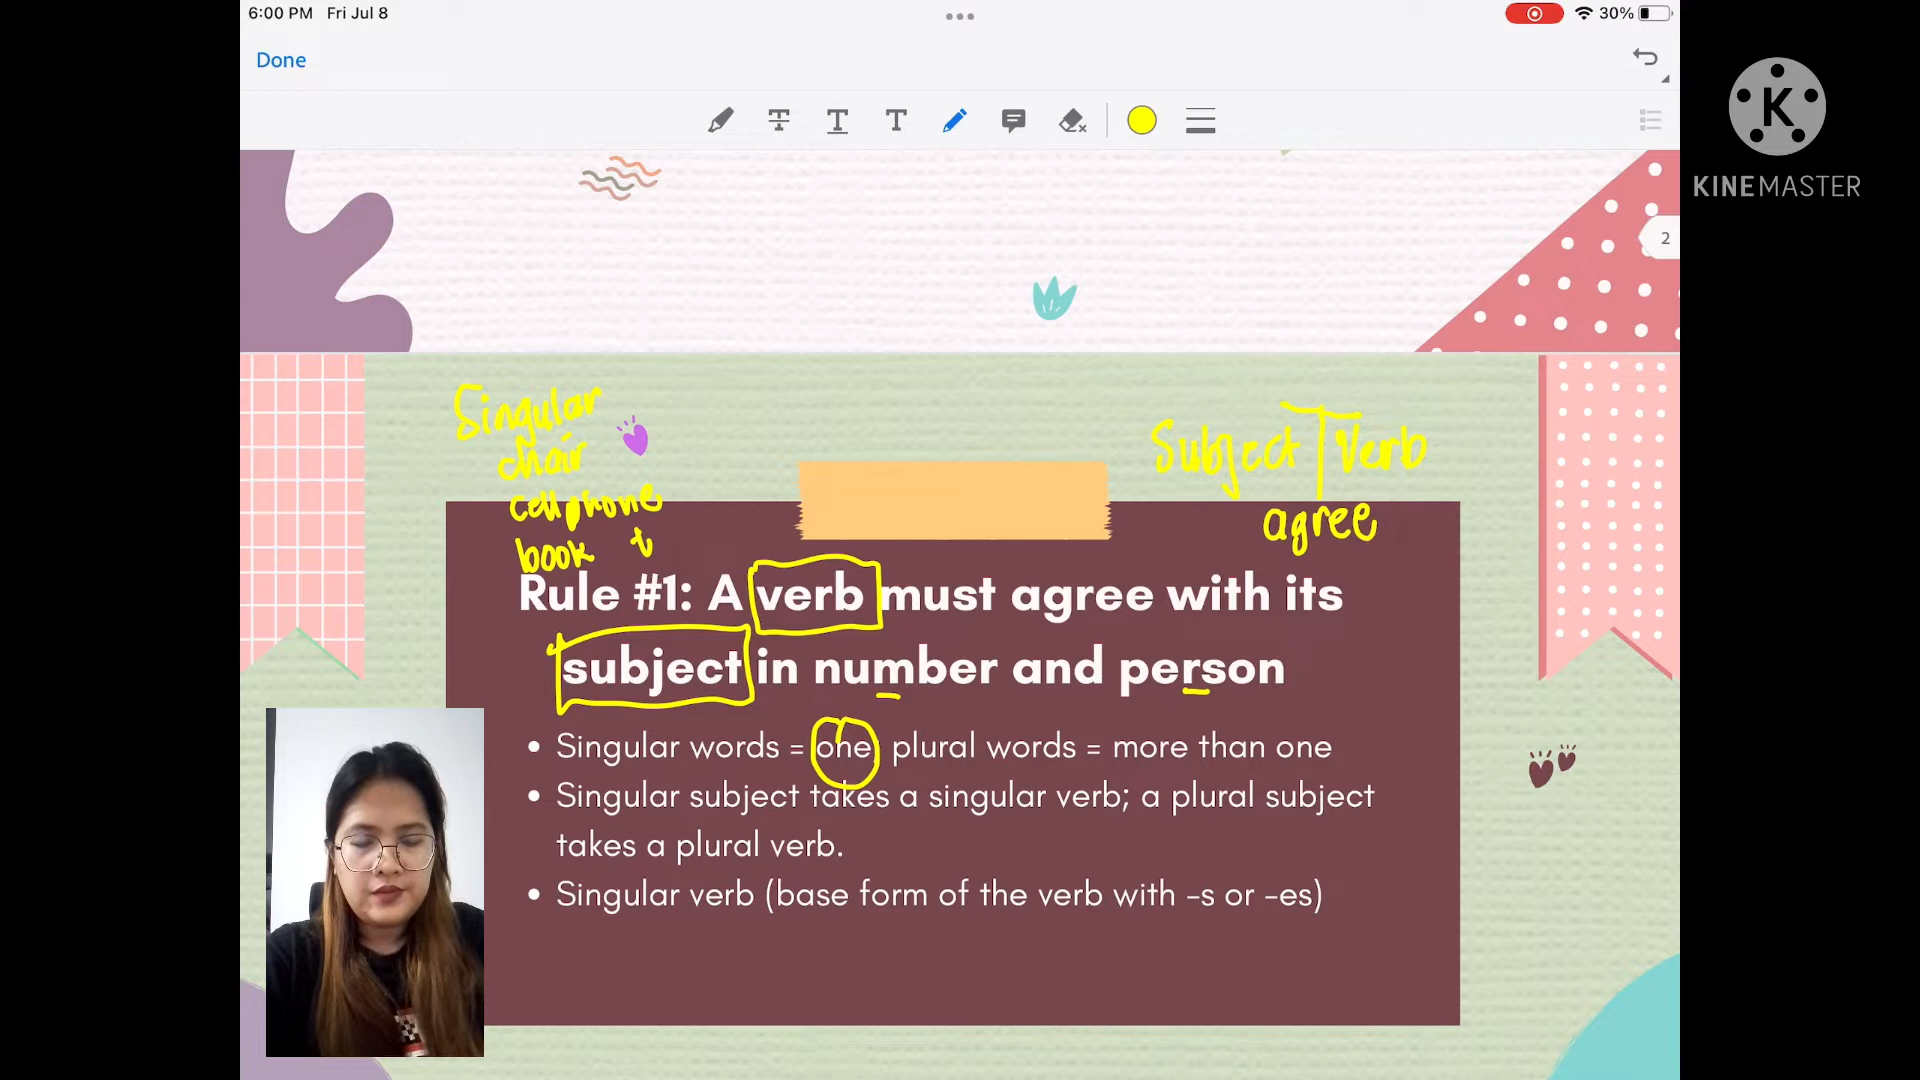 6:00 PM Fri Jul 8
30%
Done
KINEMASTER
2
Singular
chair
cellphone
book t
Subject Verb
agree
Rule #1: A verb must agree with its
subject in number and person
• Singular words = one, plural words = more than one
• Singular subject takes a singular verb; a plural subject
takes a plural verb.
• Singular verb (base form of the verb with -s or -es)